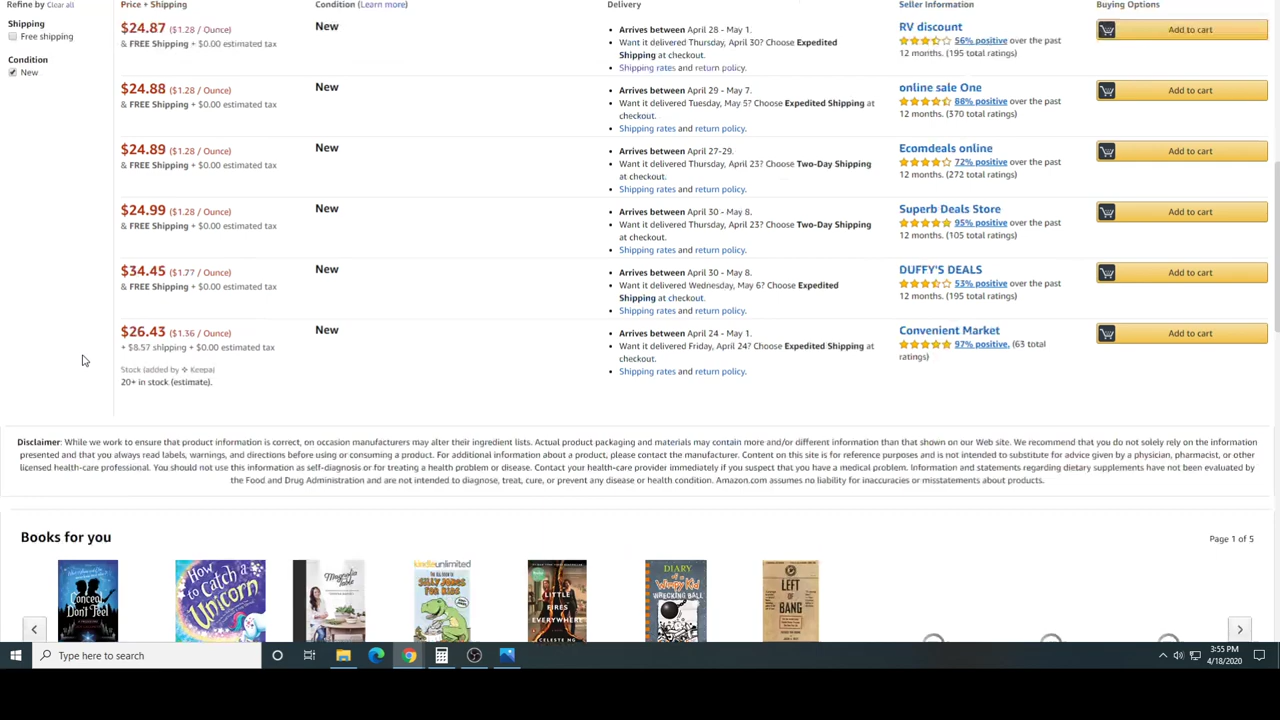 Refine by Clear all
Price + Shipping
Condition (Learn more)
Delivery
Seller Information
Buying Options
Shipping
Free shipping
Condition
New
$24.87 ($1.28 / Ounce)
& FREE Shipping + $0.00 estimated tax
New
Arrives between April 28 - May 1.
Want it delivered Thursday, April 30? Choose Expedited
Shipping at checkout.
Shipping rates and return policy.
RV discount
56% positive over the past
12 months. (195 total ratings)
Add to cart
$24.88 ($1.28 / Ounce)
& FREE Shipping + $0.00 estimated tax
New
Arrives between April 29 - May 7.
Want it delivered Tuesday, May 5? Choose Expedited Shipping at
checkout.
Shipping rates and return policy.
online sale One
88% positive over the past
12 months. (370 total ratings)
Add to cart
$24.89 ($1.28 / Ounce)
& FREE Shipping + $0.00 estimated tax
New
Arrives between April 27-29.
Want it delivered Thursday, April 23? Choose Two-Day Shipping
at checkout.
Shipping rates and return policy.
Ecomdeals online
72% positive over the past
12 months. (272 total ratings)
Add to cart
$24.99 ($1.28 / Ounce)
& FREE Shipping + $0.00 estimated tax
New
Arrives between April 30 - May 8.
Want it delivered Thursday, April 23? Choose Two-Day Shipping
at checkout.
Shipping rates and return policy.
Superb Deals Store
95% positive over the past
12 months. (105 total ratings)
Add to cart
$34.45 ($1.77 / Ounce)
& FREE Shipping + $0.00 estimated tax
New
Arrives between April 30 - May 8.
Want it delivered Wednesday, May 6? Choose Expedited
Shipping at checkout.
Shipping rates and return policy.
DUFFY'S DEALS
53% positive over the past
12 months. (195 total ratings)
Add to cart
$26.43 ($1.36 / Ounce)
+ $8.57 shipping + $0.00 estimated tax
Stock (added by Keepa)
20+ in stock (estimate).
New
Arrives between April 24 - May 1.
Want it delivered Friday, April 24? Choose Expedited Shipping at
checkout.
Shipping rates and return policy.
Convenient Market
97% positive. (63 total
ratings)
Add to cart
Disclaimer: While we work to ensure that product information is correct, on occasion manufacturers may alter their ingredient lists. Actual product packaging and materials may contain more and/or different information than that shown on our Web site. We recommend that you do not solely rely on the information
presented and that you always read labels, warnings, and directions before using or consuming a product. For additional information about a product, please contact the manufacturer. Content on this site is for reference purposes and is not intended to substitute for advice given by a physician, pharmacist, or other
licensed health-care professional. You should not use this information as self-diagnosis or for treating a health problem or disease. Contact your health-care provider immediately if you suspect that you have a medical problem. Information and statements regarding dietary supplements have not been evaluated by
the Food and Drug Administration and are not intended to diagnose, treat, cure, or prevent any disease or health condition. Amazon.com assumes no liability for inaccuracies or misstatements about products.
Books for you
Page 1 of 5
Conceal
Don't Feel
How to
Catch a
Unicorn
Magnolia
Table
kindleunlimited
SILLY JOKES
FOR KIDS
LITTLE
FIRES
EVERYWHERE
CELESTE NG
DIARY
of a
Wimpy Kid
WRECKING BALL
LEFT
OF
BANG
Type here to search
3:55 PM
4/18/2020